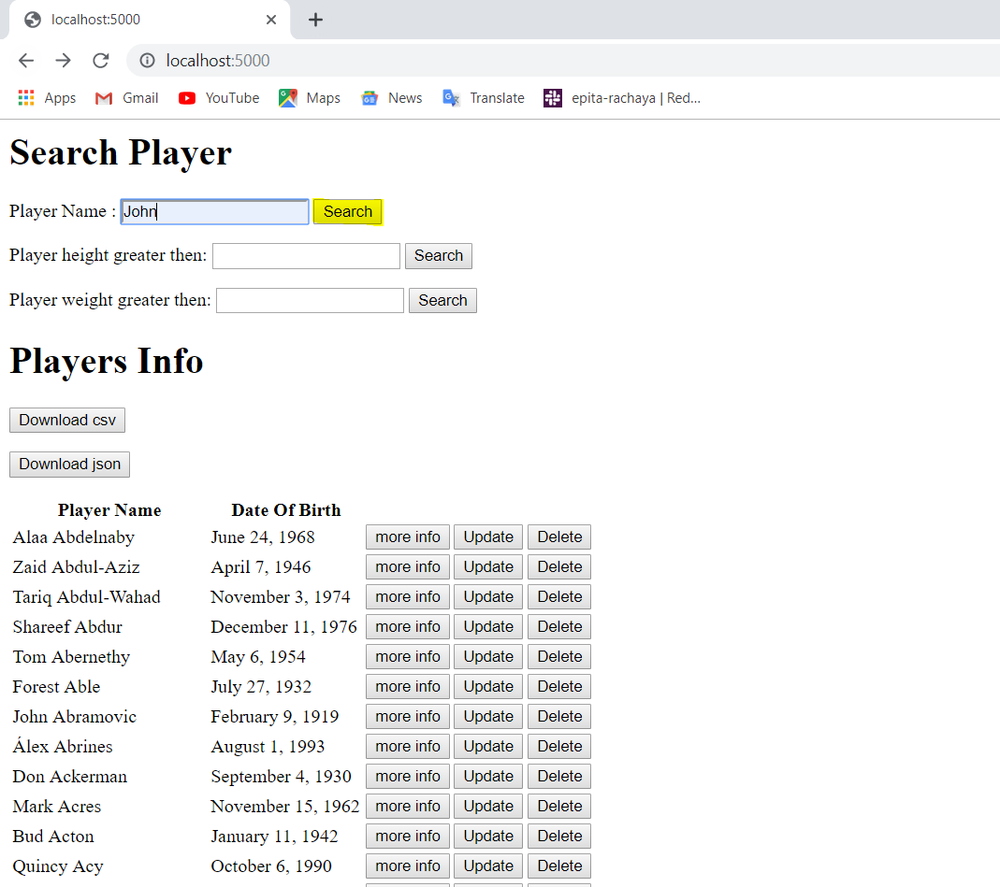 localhost:5000
localhost:5000
Apps Gmail YouTube Maps News Translate epita-rachaya | Red...
Search Player
Player Name : John Search
Player height greater then: Search
Player weight greater then: Search
Players Info
Download csv
Download json
Player Name Date Of Birth
Alaa Abdelnaby June 24, 1968 more info Update Delete
Zaid Abdul-Aziz April 7, 1946 more info Update Delete
Tariq Abdul-Wahad November 3, 1974 more info Update Delete
Shareef Abdur December 11, 1976 more info Update Delete
Tom Abernethy May 6, 1954 more info Update Delete
Forest Able July 27, 1932 more info Update Delete
John Abramovic February 9, 1919 more info Update Delete
Álex Abrines August 1, 1993 more info Update Delete
Don Ackerman September 4, 1930 more info Update Delete
Mark Acres November 15, 1962 more info Update Delete
Bud Acton January 11, 1942 more info Update Delete
Quincy Acy October 6, 1990 more info Update Delete